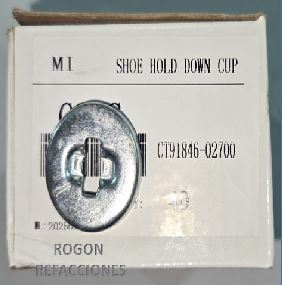 MI SHOE HOLD DOWN CUP
CT91846-02700
ROGON
REFACCIONES